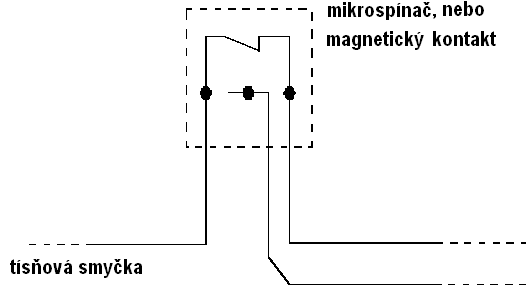 mikrospínač, nebo
magnetický kontakt
tísňová smyčka